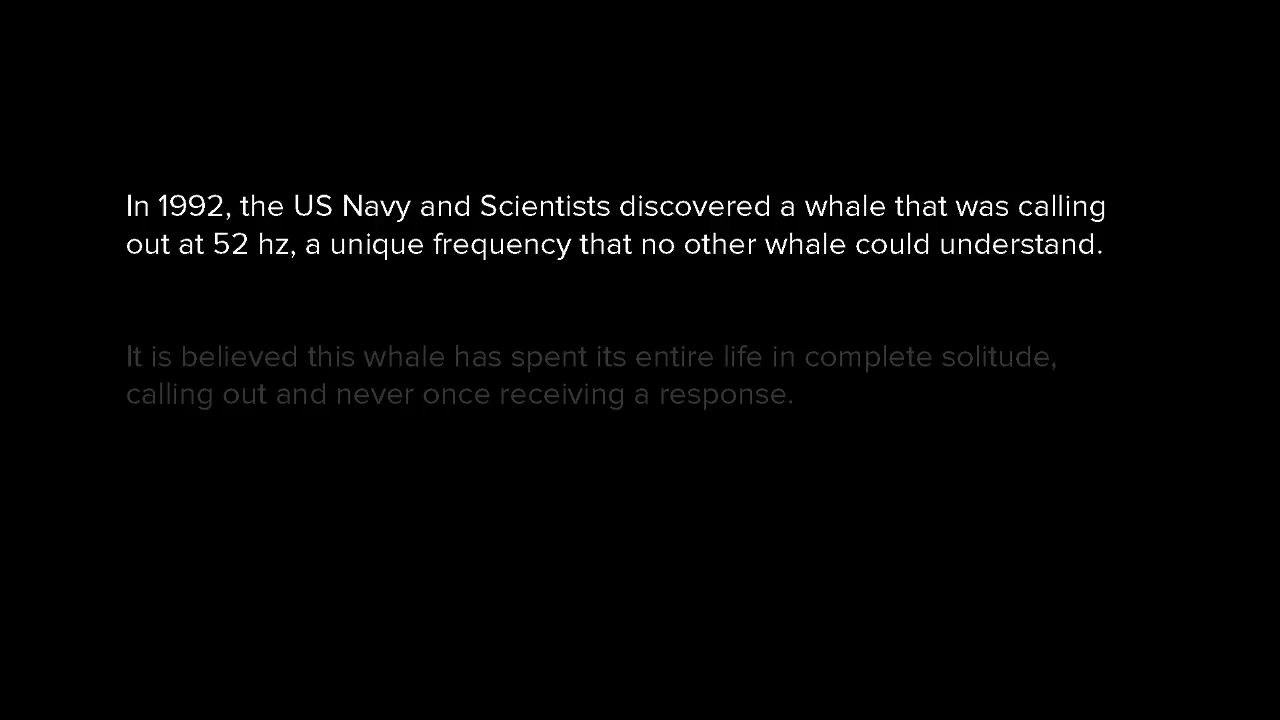 In 1992, the US Navy and Scientists discovered a whale that was calling
out at 52 hz, a unique frequency that no other whale could understand.
It is believed this whale has spent its entire life in complete solitude,
calling out and never once receiving a response.